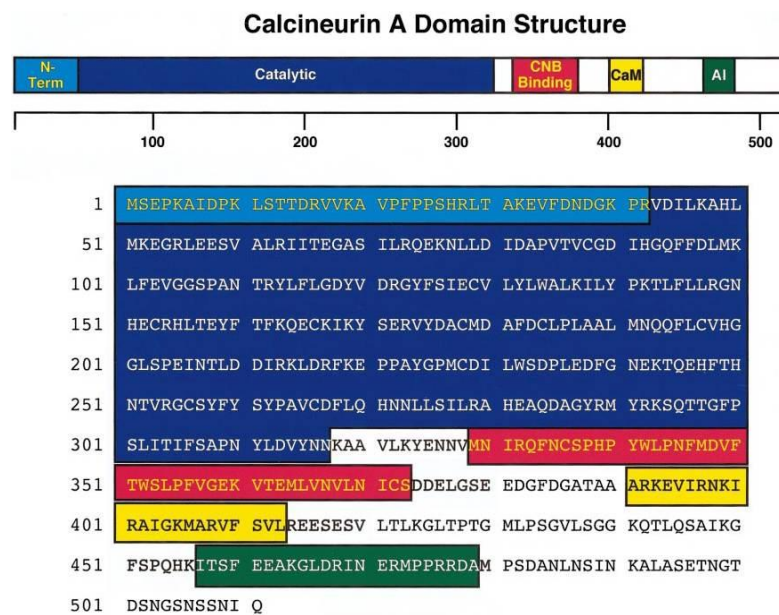 Calcineurin A Domain Structure
N-Term Catalytic CNB Binding CaM AI
100 200 300 400 500
1 MSEPKAIDPK LSTTDRVVKA VPFPPSHRLT AKEVFDNDGK PRVDILKAHL
51 MKEGRLEESV ALRIITEGAS ILRQEKNLLD IDAPVTVCGD IHGQFFDLMK
101 LFEVGGSPAN TRYLFLGDYV DRGYFSIECV LYLWALKILY PKTLFLLRGN
151 HECRHLTEYF TFKQECKIKY SERVYDACMD AFDCLPLAAL MNQQFLCVHG
201 GLSPEINTLD DIRKLDRFKE PPAYGPMCDI LWSDPLEDFG NEKTQEHFTH
251 NTVRGCSYFY SYPAVCDFLQ HNNLLSILRA HEAQDAGYRM YRKSQTTGFP
301 SLITIFSAPN YLDVYNNKAA VLKYENNVMN IRQFNCSPHP YWLPNFMDVF
351 TWSLPFVGEK VTEMLVNVLN ICSDDELGSE EDGFDGATAA ARKEVIRNKI
401 RAIGKMARVF SVLREESESV LTLKGLTPTG MLPSGVLSGG KQTLQSAIKG
451 FSPQHKITSF EEAKGLDRIN ERMPPRRDAM PSDANLNSIN KALASETNGT
501 DSNGSNSSNI Q